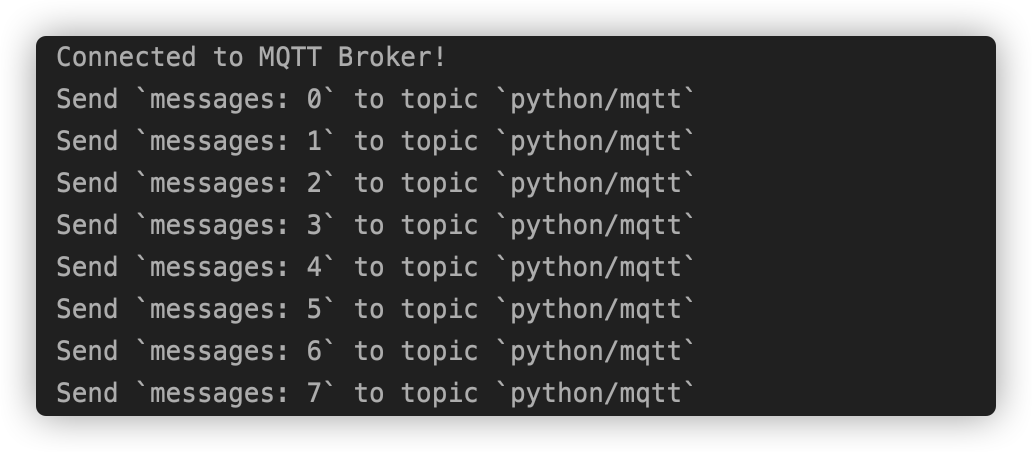 Connected to MQTT Broker!
Send `messages: 0` to topic `python/mqtt`
Send `messages: 1` to topic `python/mqtt`
Send `messages: 2` to topic `python/mqtt`
Send `messages: 3` to topic `python/mqtt`
Send `messages: 4` to topic `python/mqtt`
Send `messages: 5` to topic `python/mqtt`
Send `messages: 6` to topic `python/mqtt`
Send `messages: 7` to topic `python/mqtt`